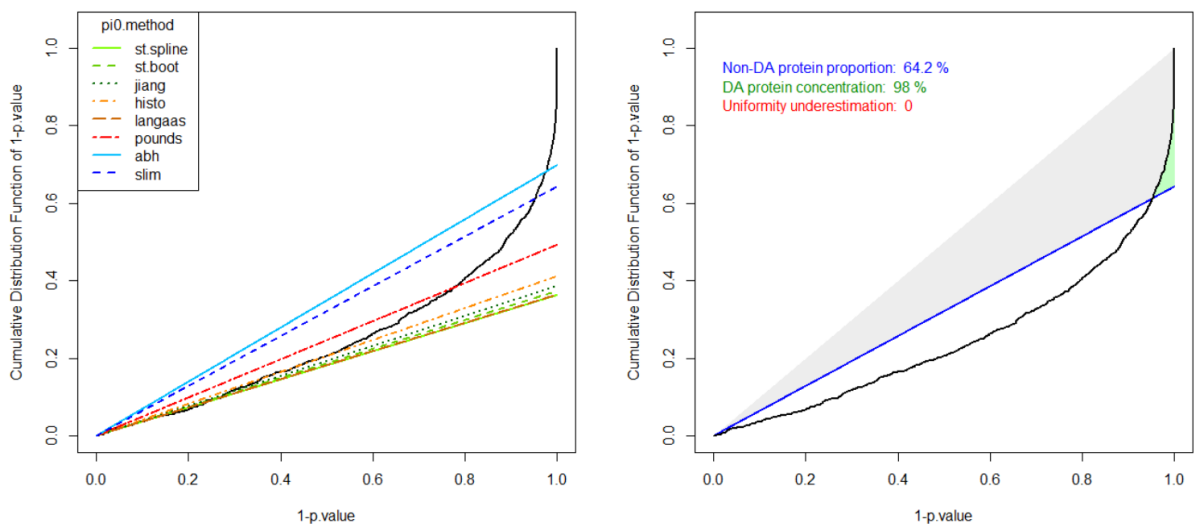 pi0.method
st.spline
st.boot
jiang
histo
langaas
pounds
abh
slim
Cumulative Distribution Function of 1-p.value
1.0
0.8
0.6
0.4
0.2
0.0
0.0 0.2 0.4 0.6 0.8 1.0
1-p.value
Non-DA protein proportion: 64.2 %
DA protein concentration: 98 %
Uniformity underestimation: 0
Cumulative Distribution Function of 1-p.value
1.0
0.8
0.6
0.4
0.2
0.0
0.0 0.2 0.4 0.6 0.8 1.0
1-p.value